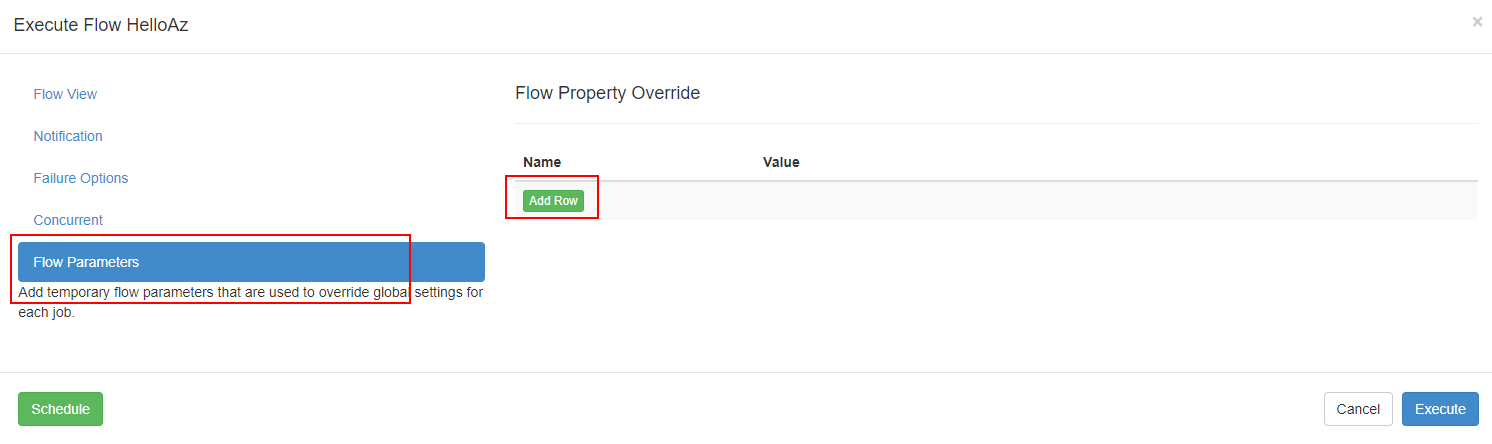 Execute Flow HelloAz
×
Flow View
Notification
Failure Options
Concurrent
Flow Parameters
Add temporary flow parameters that are used to override global settings for
each job.
Flow Property Override
Name Value
Add Row
Schedule
Cancel
Execute